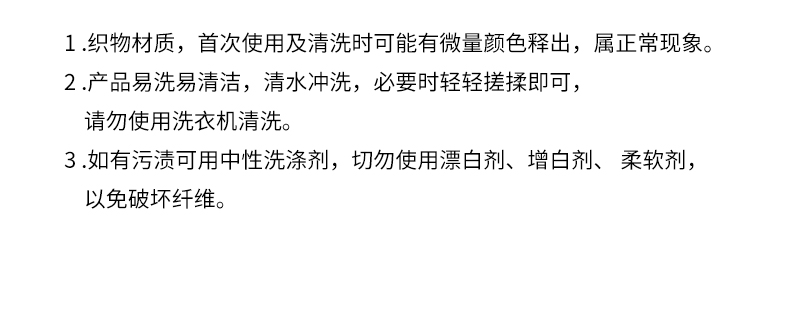 1.织物材质，首次使用及清洗时可能有微量颜色释出，属正常现象。
2.产品易洗易清洁，清水冲洗，必要时轻轻搓揉即可，
请勿使用洗衣机清洗。
3.如有污渍可用中性洗涤剂，切勿使用漂白剂、增白剂、 柔软剂，
以免破坏纤维。